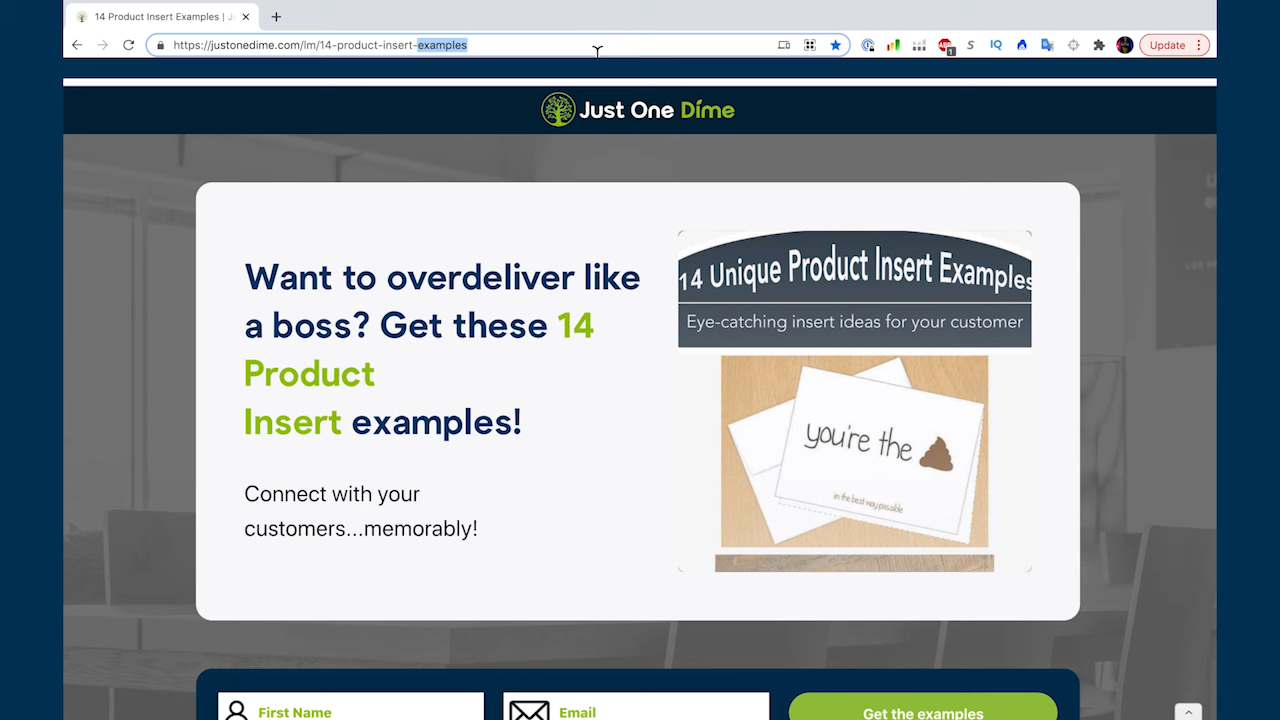 14 Product Insert Examples |
https://justonedime.com/lm/14-product-insert-examples
1
S
IQ
Update
Just One Díme
Want to overdeliver like
a boss? Get these 14
Product
Insert examples!
Connect with your
customers...memorably!
14 Unique Product Insert Examples
Eye-catching insert ideas for your customer
you're the
in the best way possible
First Name
Email
Get the examples